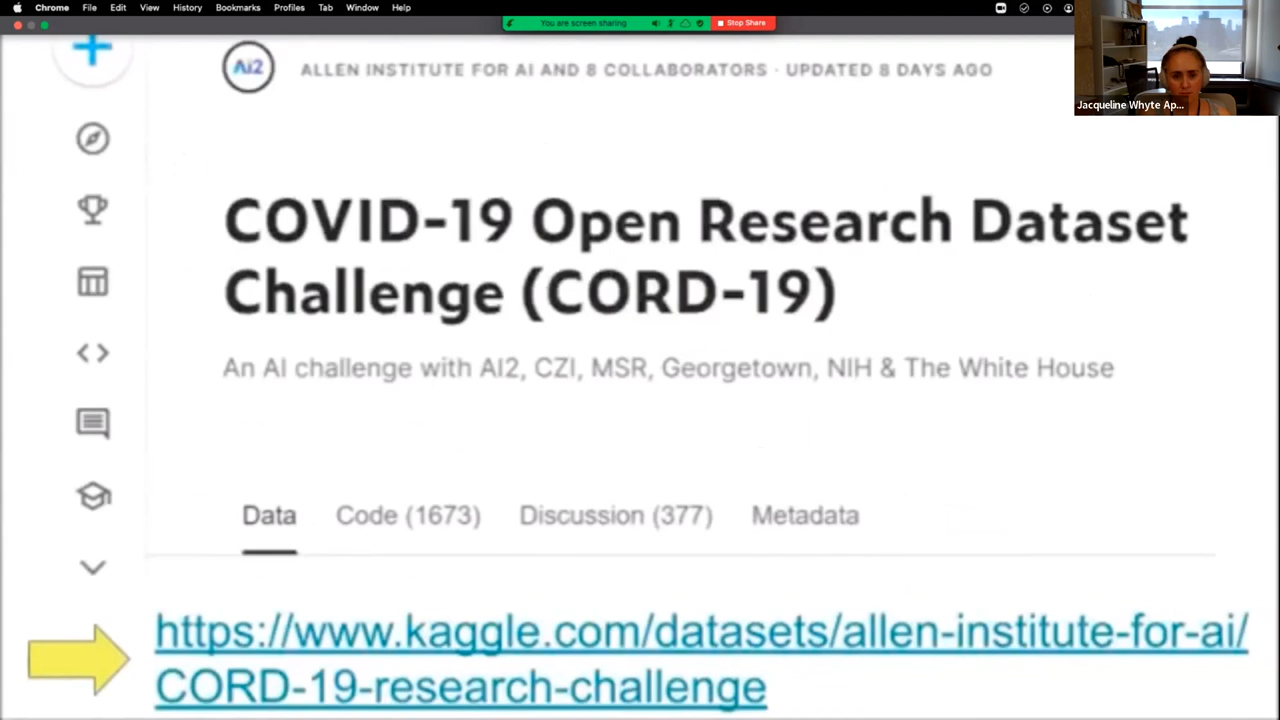 Chrome File Edit View History Bookmarks Profiles Tab Window Help
You are screen sharing Stop Share
Jacqueline Whyte Ap...
Ai2 ALLEN INSTITUTE FOR AI AND 8 COLLABORATORS · UPDATED 8 DAYS AGO
COVID-19 Open Research Dataset
Challenge (CORD-19)
An AI challenge with AI2, CZI, MSR, Georgetown, NIH & The White House
Data Code (1673) Discussion (377) Metadata
https://www.kaggle.com/datasets/allen-institute-for-ai/
CORD-19-research-challenge